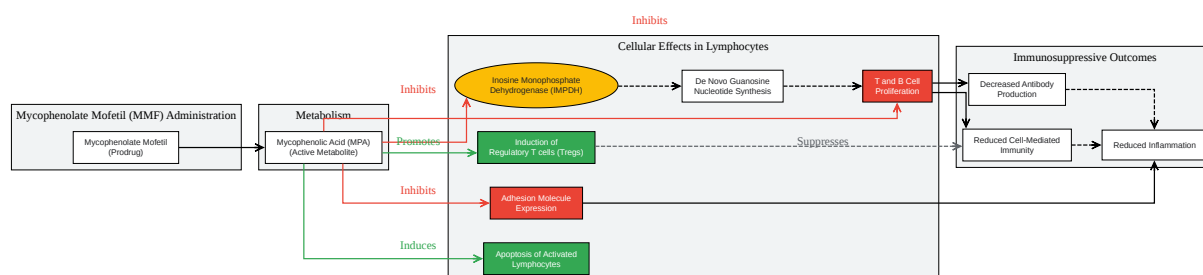 Inhibits
Cellular Effects in Lymphocytes
Immunosuppressive Outcomes
Inosine Monophosphate
Dehydrogenase (IMPDH)
De Novo Guanosine
Nucleotide Synthesis
T and B Cell
Proliferation
Decreased Antibody
Production
Inhibits
Mycophenolate Mofetil (MMF) Administration
Metabolism
Mycophenolate Mofetil
(Prodrug)
Mycophenolic Acid (MPA)
(Active Metabolite)
Promotes
Induction of
Regulatory T cells (Tregs)
Suppresses
Reduced Cell-Mediated
Immunity
Reduced Inflammation
Inhibits
Adhesion Molecule
Expression
Induces
Apoptosis of Activated
Lymphocytes